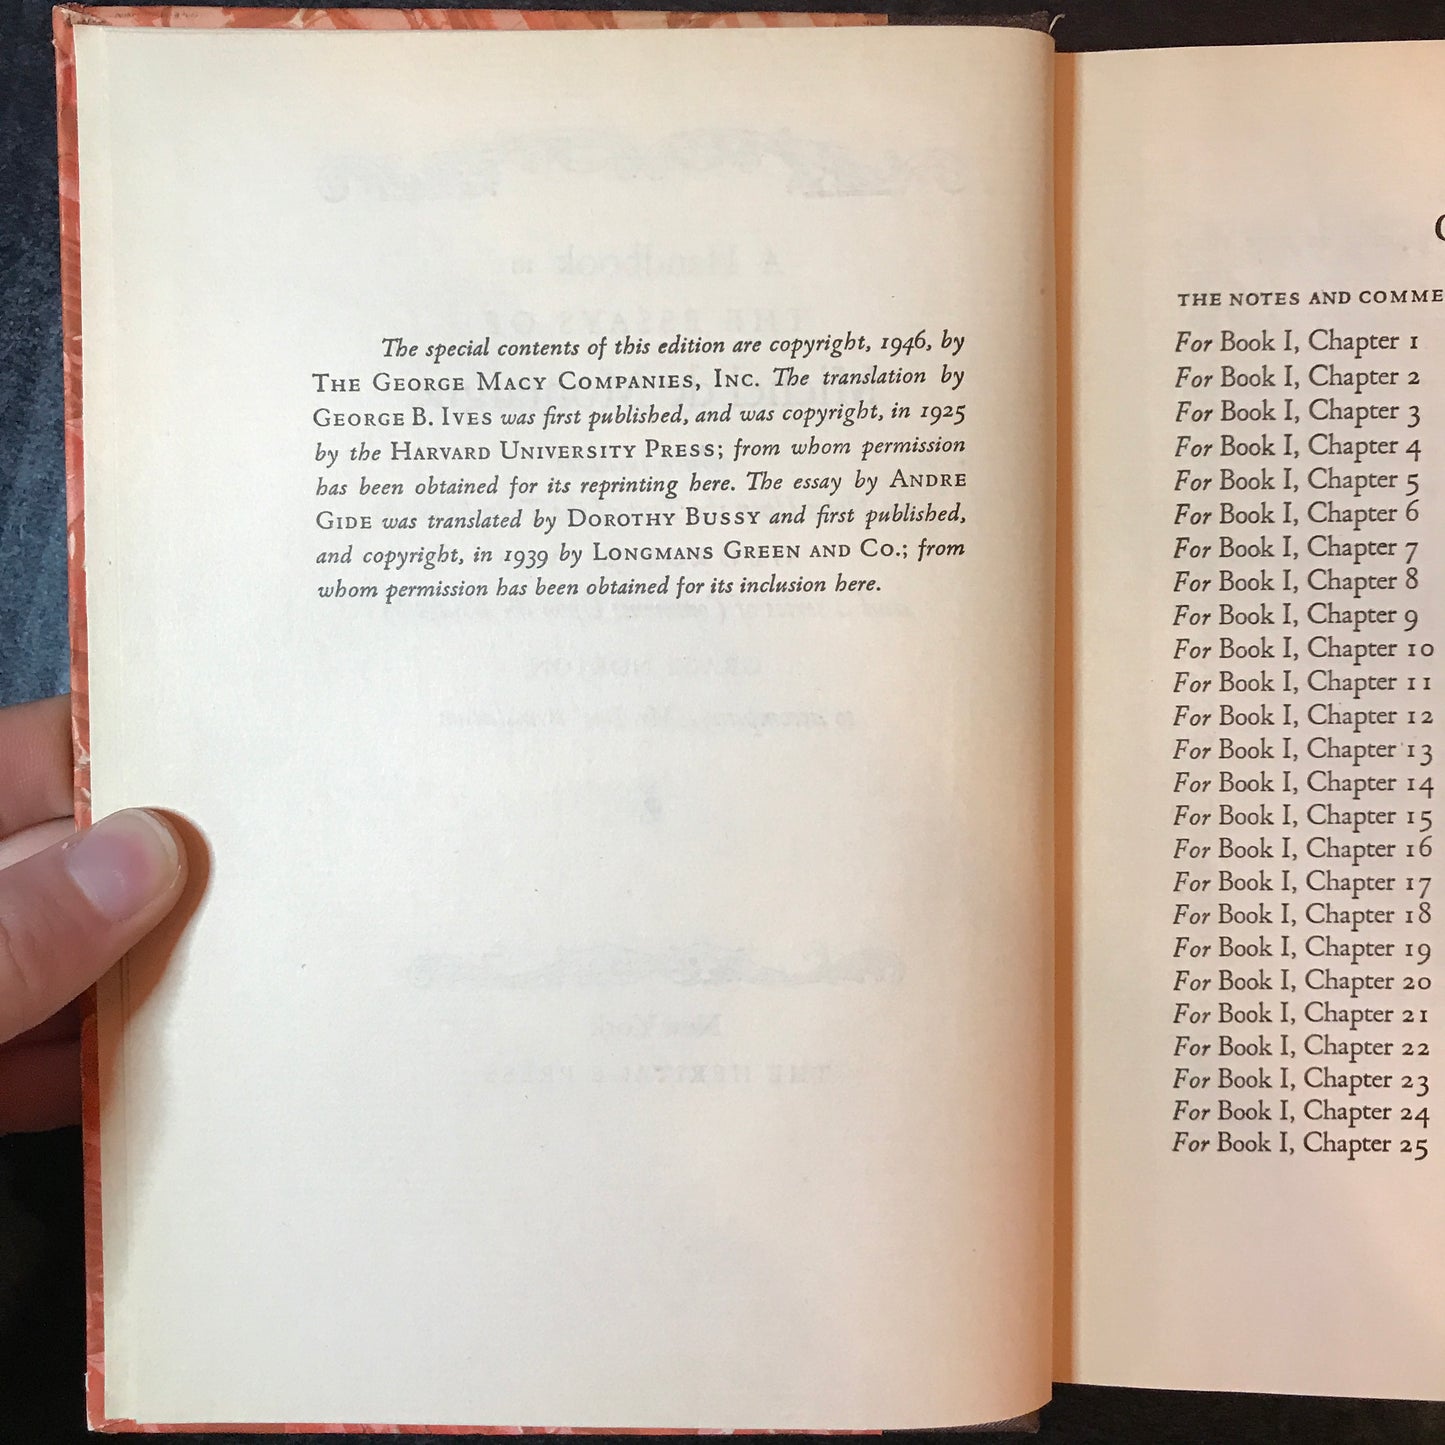 The special contents of this edition are copyright, 1946, by
THE GEORGE MACY COMPANIES, INC. The translation by
GEORGE B. IVES was first published, and was copyright, in 1925
by the HARVARD UNIVERSITY PRESS; from whom permission
has been obtained for its reprinting here. The essay by ANDRE
GIDE was translated by DOROTHY BUSSY and first published,
and copyright, in 1939 by LONGMANS GREEN AND CO.; from
whom permission has been obtained for its inclusion here.
THE NOTES AND COMME
For Book I, Chapter 1
For Book I, Chapter 2
For Book I, Chapter 3
For Book I, Chapter 4
For Book I, Chapter 5
For Book I, Chapter 6
For Book I, Chapter 7
For Book I, Chapter 8
For Book I, Chapter 9
For Book I, Chapter 10
For Book I, Chapter 11
For Book I, Chapter 12
For Book I, Chapter 13
For Book I, Chapter 14
For Book I, Chapter 15
For Book I, Chapter 16
For Book I, Chapter 17
For Book I, Chapter 18
For Book I, Chapter 19
For Book I, Chapter 20
For Book I, Chapter 21
For Book I, Chapter 22
For Book I, Chapter 23
For Book I, Chapter 24
For Book I, Chapter 25